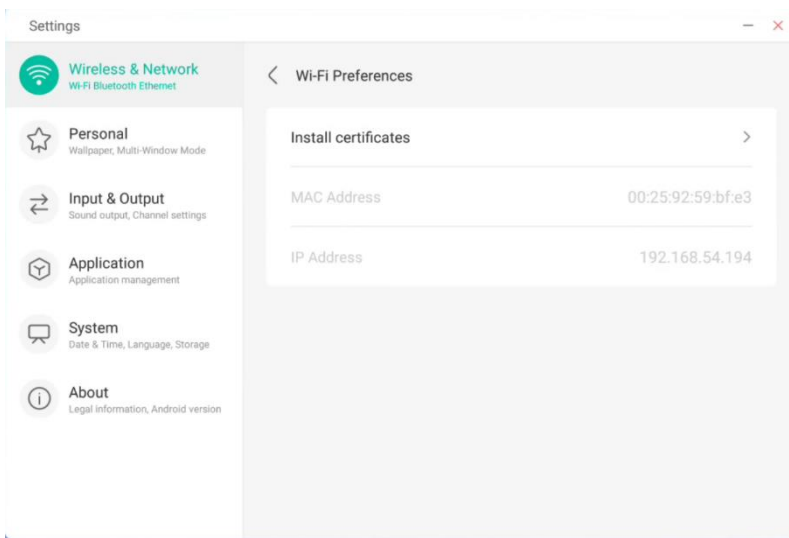 Settings
Wireless & Network
Wi-Fi Bluetooth Ethernet
Personal
Wallpaper, Multi-Window Mode
Input & Output
Sound output, Channel settings
Application
Application management
System
Date & Time, Language, Storage
About
Legal information, Android version
Wi-Fi Preferences
Install certificates
MAC Address 00:25:92:59:bf:e3
IP Address 192.168.54.194